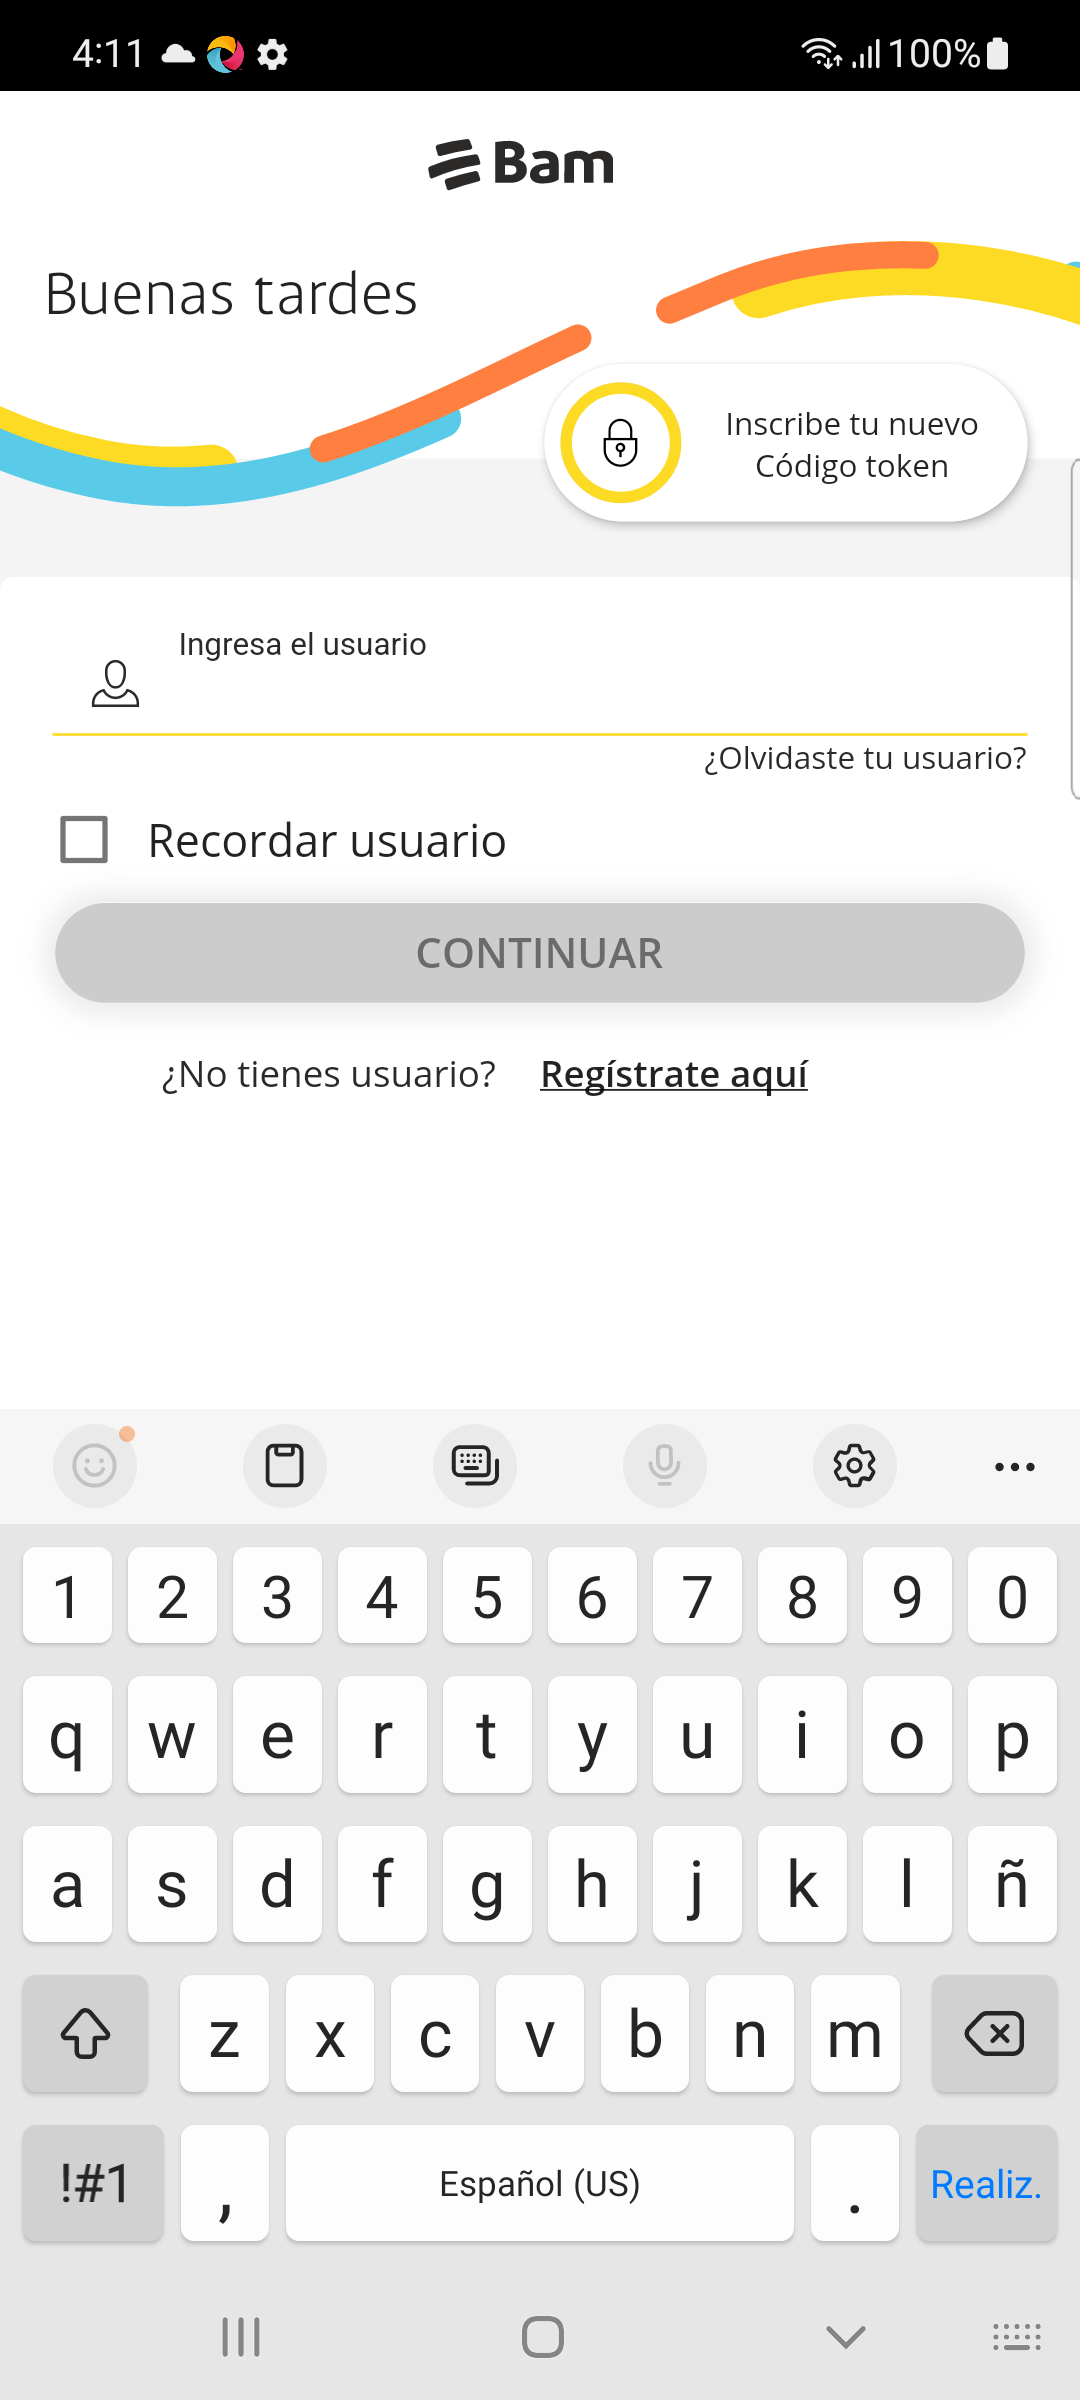 4:11
100%
Bam
Buenas tardes
Inscribe tu nuevo
Código token
Ingresa el usuario
¿Olvidaste tu usuario?
Recordar usuario
CONTINUAR
¿No tienes usuario? Regístrate aquí
1 2 3 4 5 6 7 8 9 0
q w e r t y u i o p
a s d f g h j k l ñ
z x c v b n m
!#1 , Español (US) . Realiz.